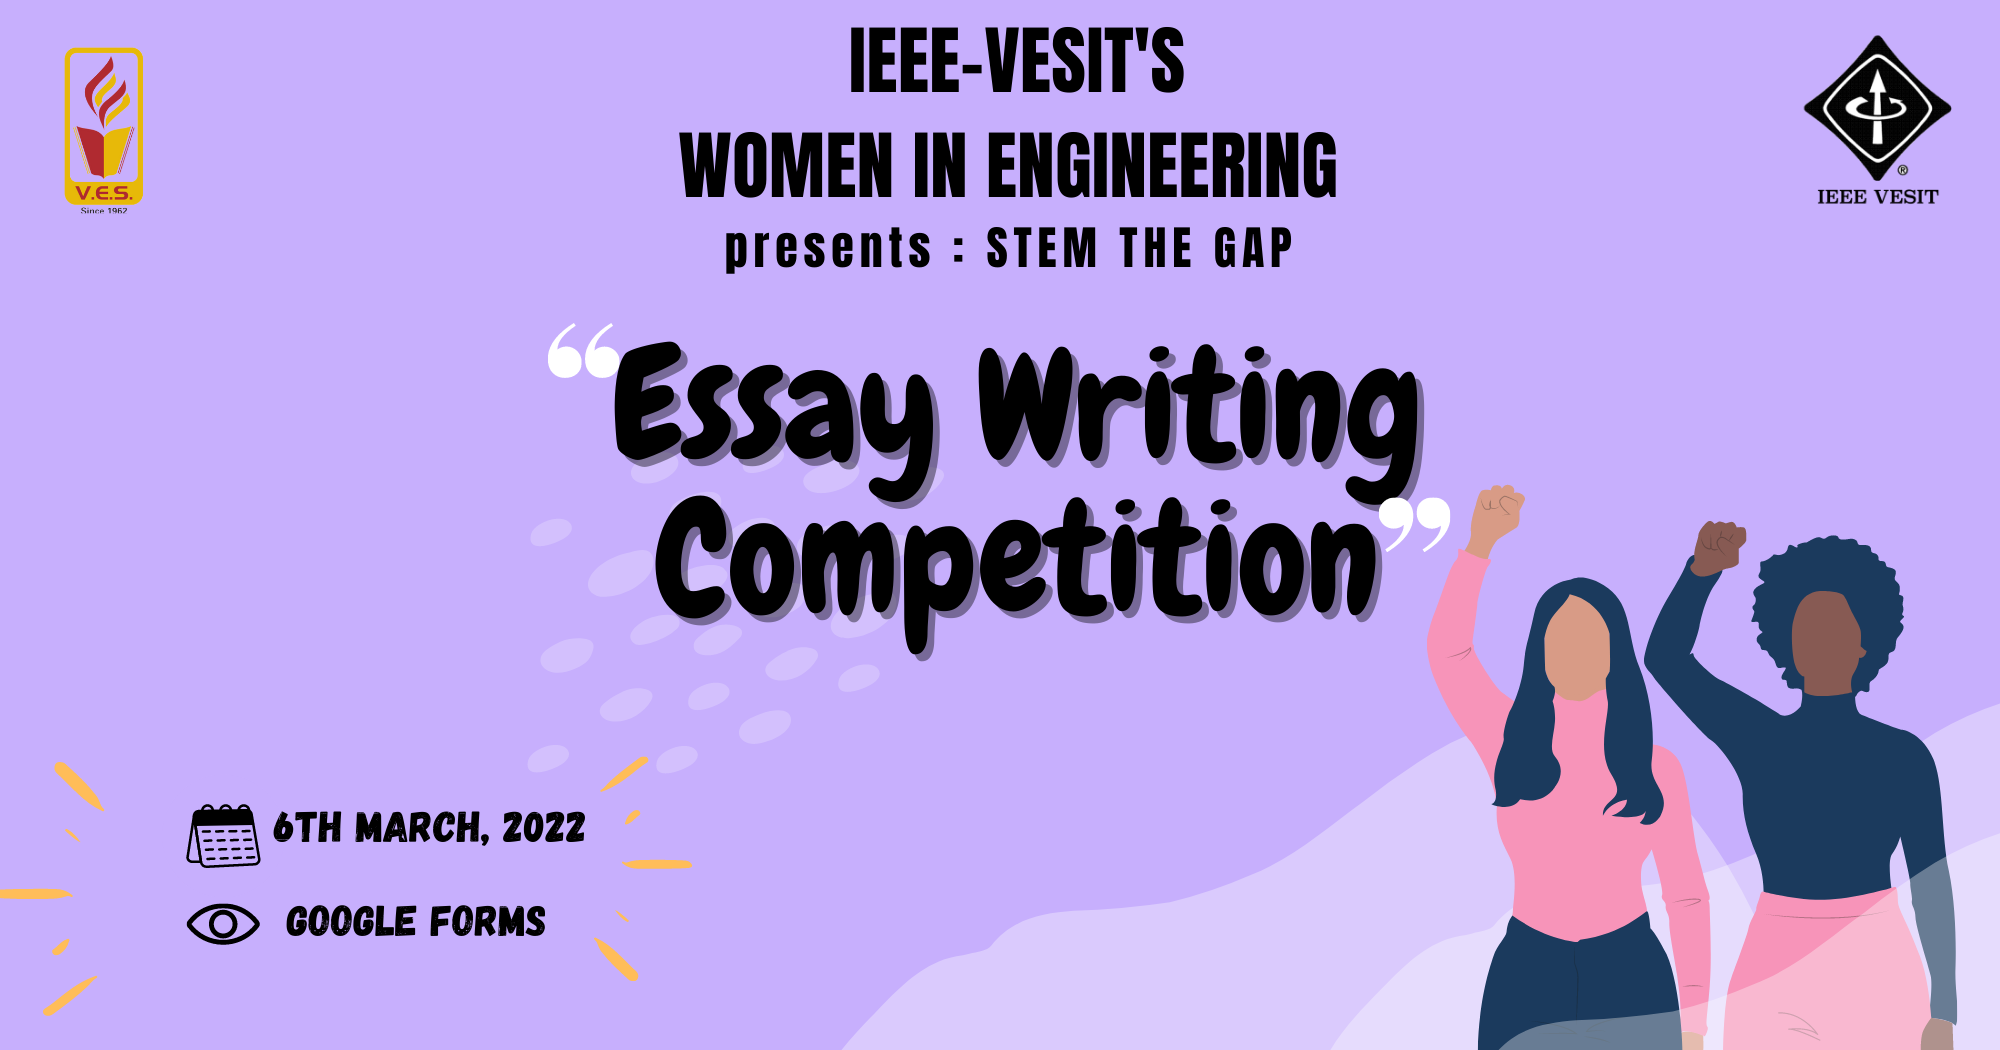 IEEE-VESIT'S
WOMEN IN ENGINEERING
presents : STEM THE GAP
V.E.S.
Since 1962
®
IEEE VESIT
“Essay Writing
Competition”
6TH MARCH, 2022
GOOGLE FORMS